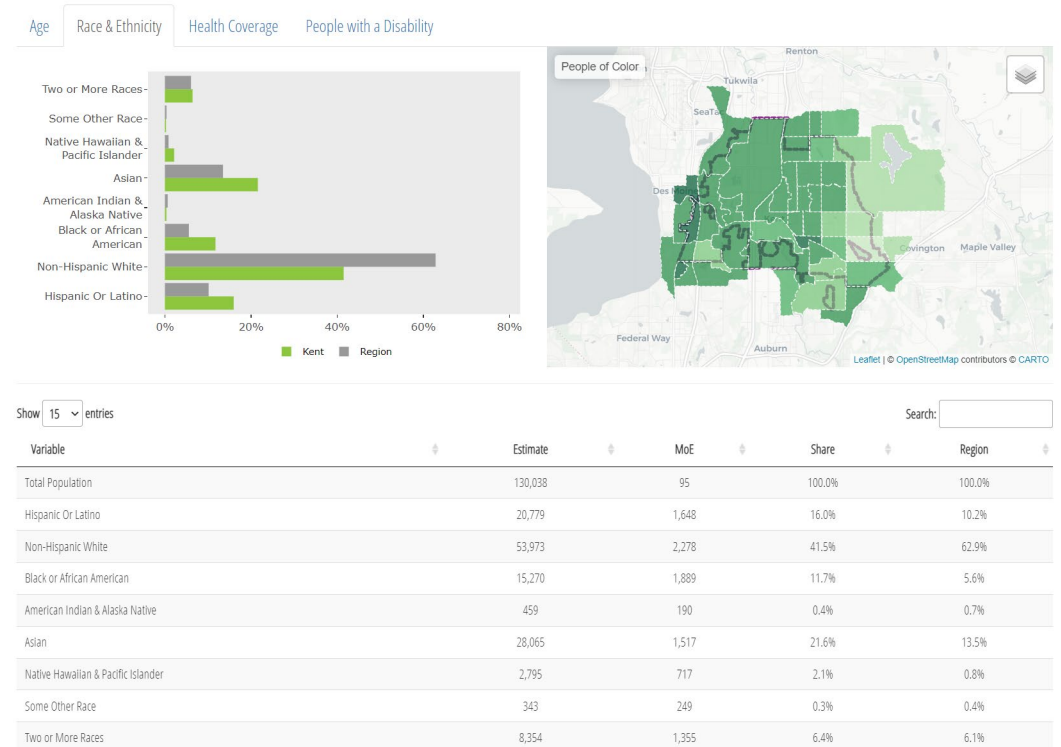 Age Race & Ethnicity Health Coverage People with a Disability
Two or More Races
Some Other Race
Native Hawaiian &
Pacific Islander
Asian
American Indian &
Alaska Native
Black or African
American
Non-Hispanic White
Hispanic Or Latino
0% 20% 40% 60% 80%
Kent Region
People of Color
Renton
Tukwila
SeaTa
Des Moine
Covington Maple Valley
Federal Way
Auburn
Leaflet | © OpenStreetMap contributors © CARTO
Show 15 entries Search:
Variable Estimate MoE Share Region
Total Population 130,038 95 100.0% 100.0%
Hispanic Or Latino 20,779 1,648 16.0% 10.2%
Non-Hispanic White 53,973 2,278 41.5% 62.9%
Black or African American 15,270 1,889 11.7% 5.6%
American Indian & Alaska Native 459 190 0.4% 0.7%
Asian 28,065 1,517 21.6% 13.5%
Native Hawaiian & Pacific Islander 2,795 717 2.1% 0.8%
Some Other Race 343 249 0.3% 0.4%
Two or More Races 8,354 1,355 6.4% 6.1%